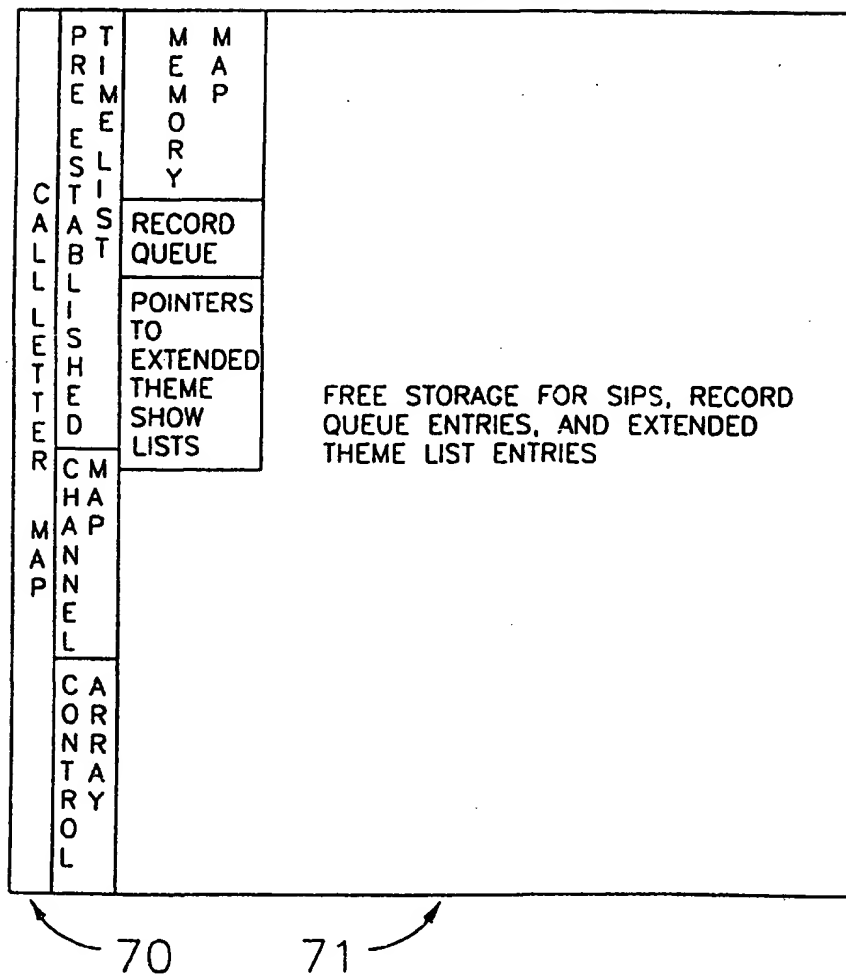 CALL LETTER MAP
PRE ESTABLISHED
TIME LIST
CHANNEL
MAP
CONTROL
ARRAY
MEMORY
MAP
RECORD
QUEUE
POINTERS
TO
EXTENDED
THEME
SHOW
LISTS
FREE STORAGE FOR SIPS, RECORD
QUEUE ENTRIES, AND EXTENDED
THEME LIST ENTRIES
70
71